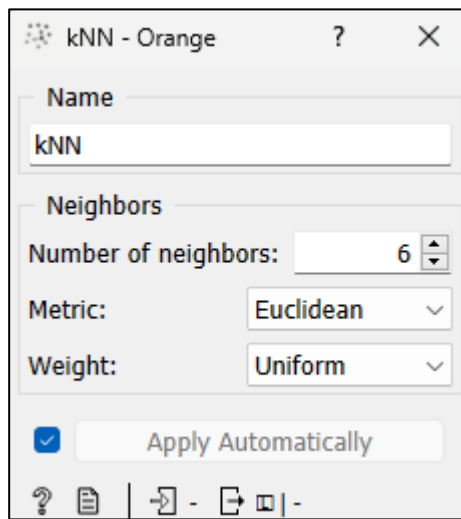 kNN - Orange ? ×
Name
kNN
Neighbors
Number of neighbors: 6
Metric: Euclidean
Weight: Uniform
Apply Automatically
? | - | -